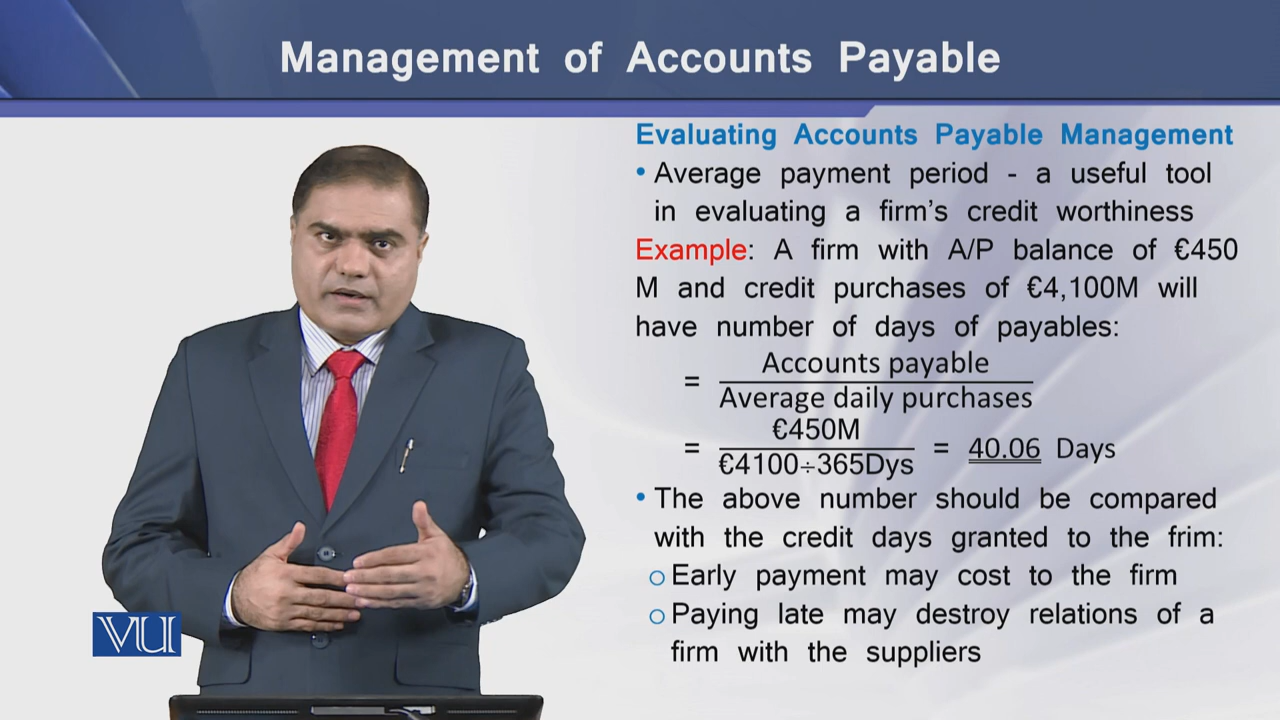 Management of Accounts Payable
Evaluating Accounts Payable Management
• Average payment period - a useful tool
in evaluating a firm's credit worthiness
Example: A firm with A/P balance of €450
M and credit purchases of €4,100M will
have number of days of payables:
= Accounts payable
Average daily purchases
= €450M
€4100÷365Dys = 40.06 Days
• The above number should be compared
with the credit days granted to the frim:
o Early payment may cost to the firm
o Paying late may destroy relations of a
firm with the suppliers
VU